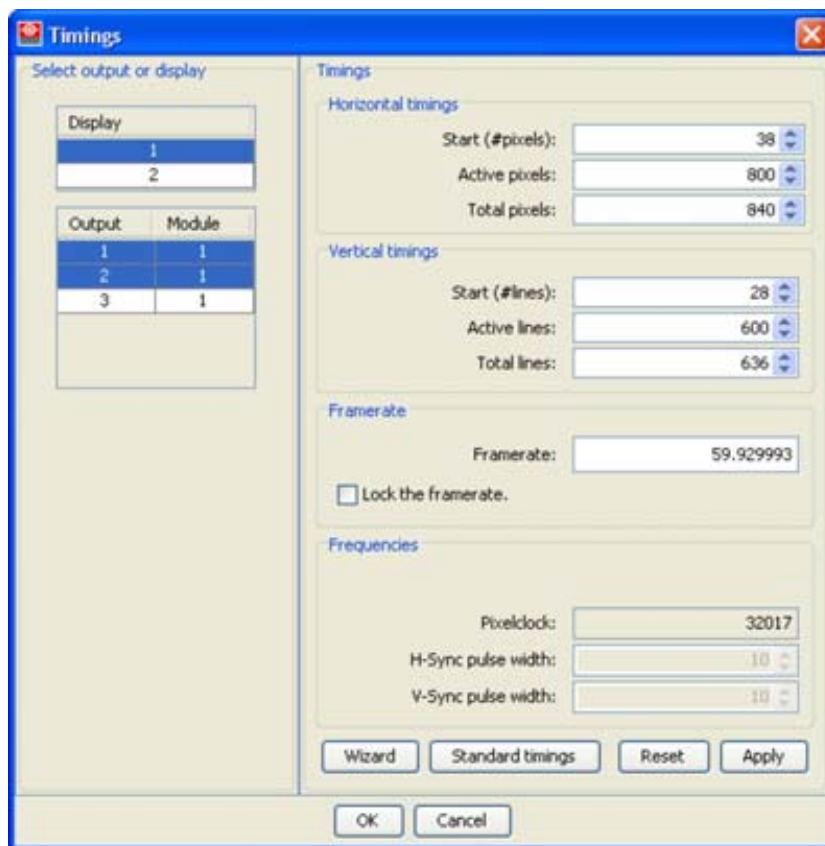 Timings
Select output or display
Display
1
2
Output Module
1 1
2 1
3 1
Timings
Horizontal timings
Start (#pixels): 38
Active pixels: 800
Total pixels: 840
Vertical timings
Start (#lines): 28
Active lines: 600
Total lines: 636
Framerate
Framerate: 59.929993
Lock the framerate.
Frequencies
Pixelclock: 32017
H-Sync pulse width: 10
V-Sync pulse width: 10
Wizard Standard timings Reset Apply
OK Cancel